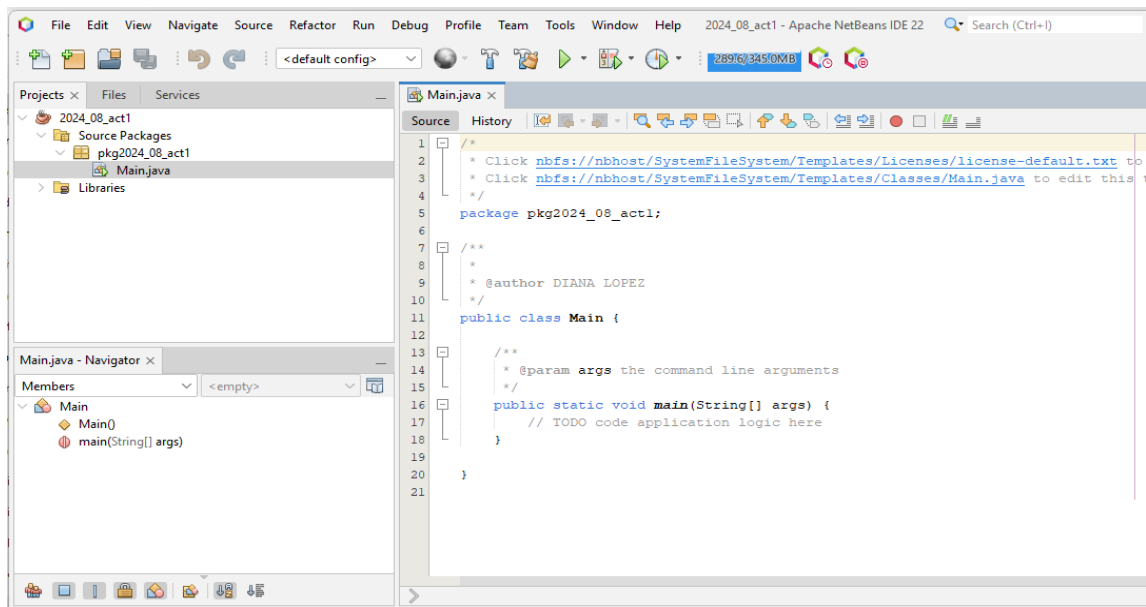 File Edit View Navigate Source Refactor Run Debug Profile Team Tools Window Help 2024_08_act1 - Apache NetBeans IDE 22 Search (Ctrl+I)
<default config> 289.6/345.0MB
Projects Files Services
2024_08_act1
Source Packages
pkg2024_08_act1
Main.java
Libraries
Main.java - Navigator
Members <empty>
Main
Main()
main(String[] args)
Main.java
Source History
1 /*
2 * Click nbfs://nbhost/SystemFileSystem/Templates/Licenses/license-default.txt to
3 * Click nbfs://nbhost/SystemFileSystem/Templates/Classes/Main.java to edit this
4 */
5 package pkg2024_08_act1;
6
7 /**
8 *
9 * @author DIANA LOPEZ
10 */
11 public class Main {
12
13 /**
14 * @param args the command line arguments
15 */
16 public static void main(String[] args) {
17 // TODO code application logic here
18 }
19
20 }
21